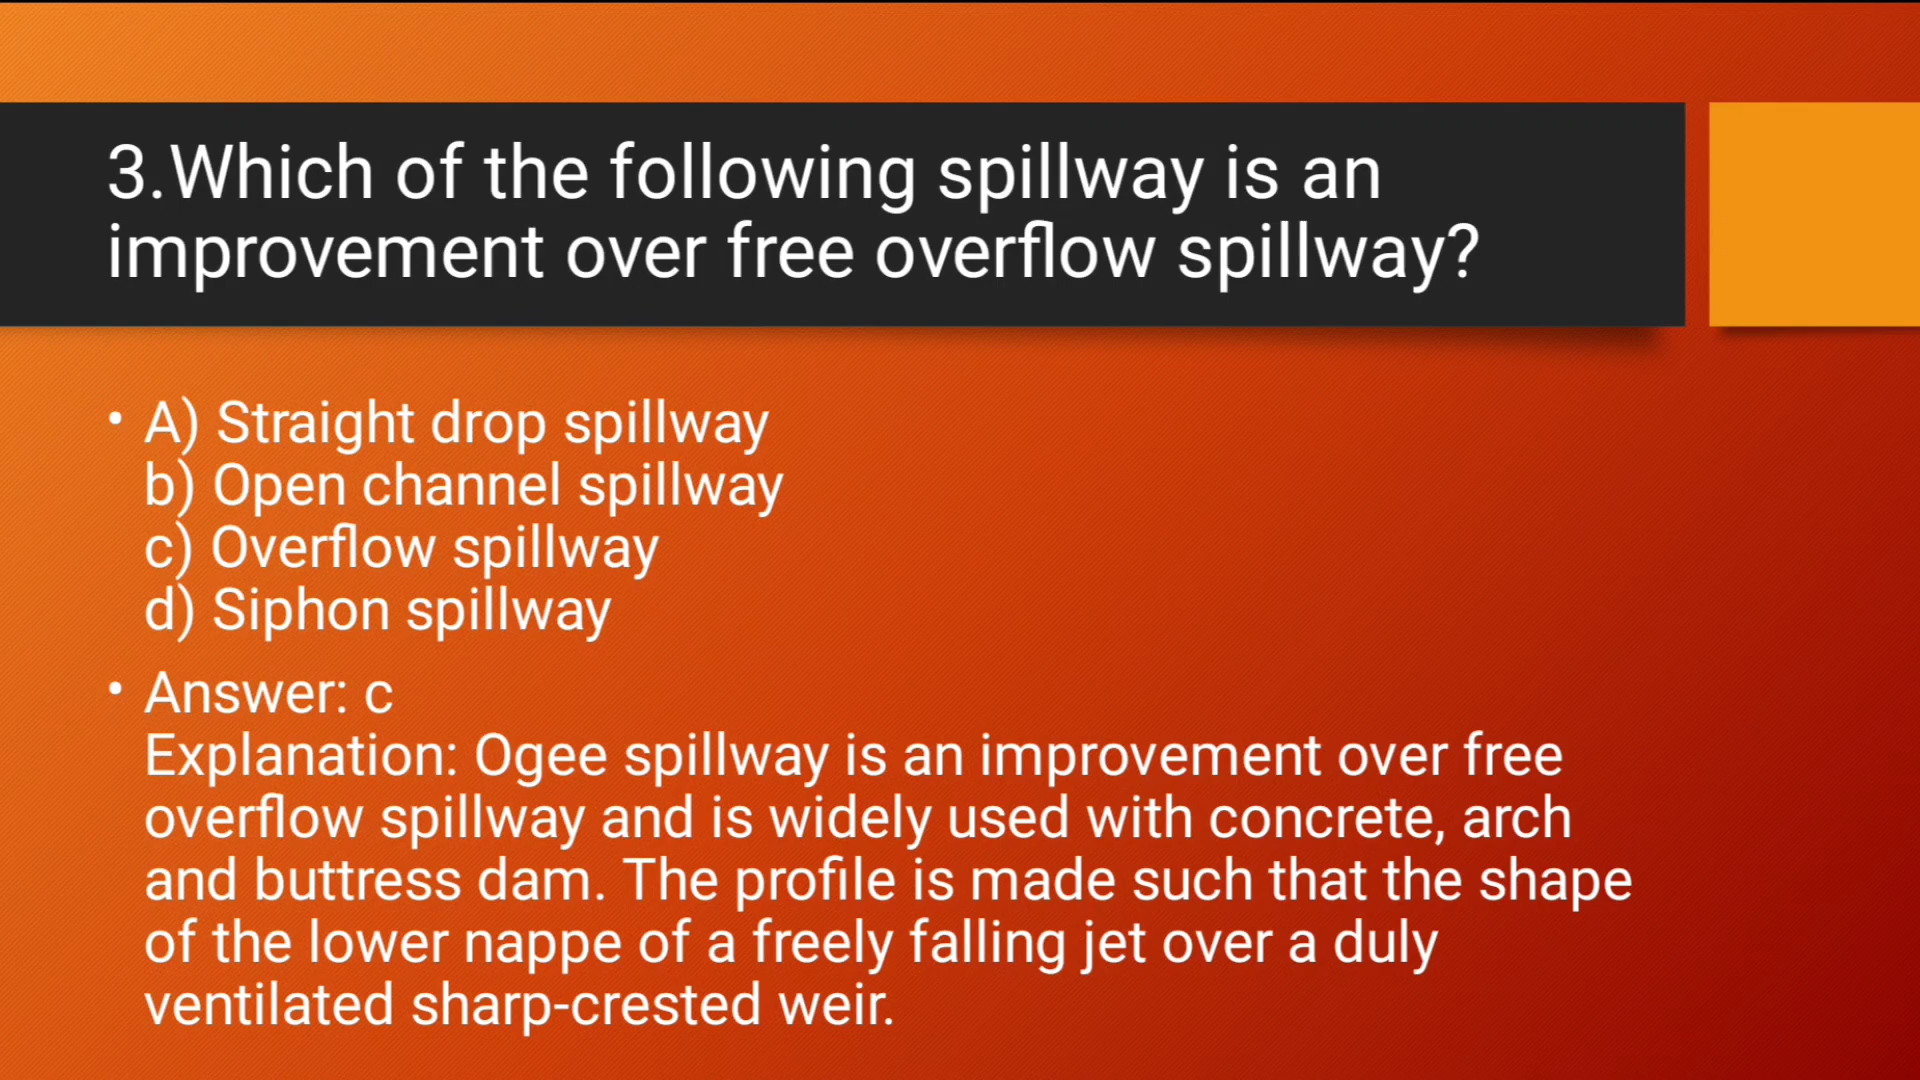 3.Which of the following spillway is an
improvement over free overflow spillway?
• A) Straight drop spillway
b) Open channel spillway
c) Overflow spillway
d) Siphon spillway
• Answer: c
Explanation: Ogee spillway is an improvement over free
overflow spillway and is widely used with concrete, arch
and buttress dam. The profile is made such that the shape
of the lower nappe of a freely falling jet over a duly
ventilated sharp-crested weir.